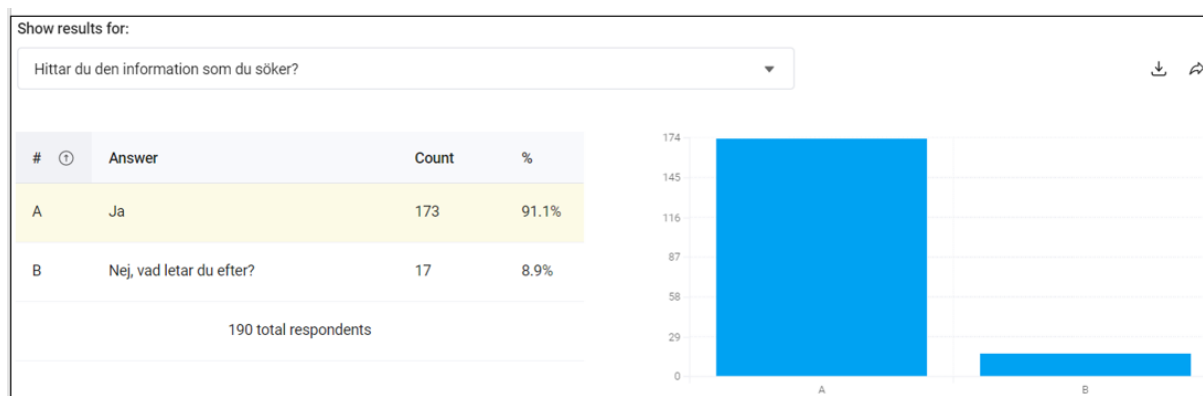 Show results for:
Hittar du den information som du söker?
# Answer Count %
A Ja 173 91.1%
B Nej, vad letar du efter? 17 8.9%
190 total respondents
174
145
116
87
58
29
0
A B